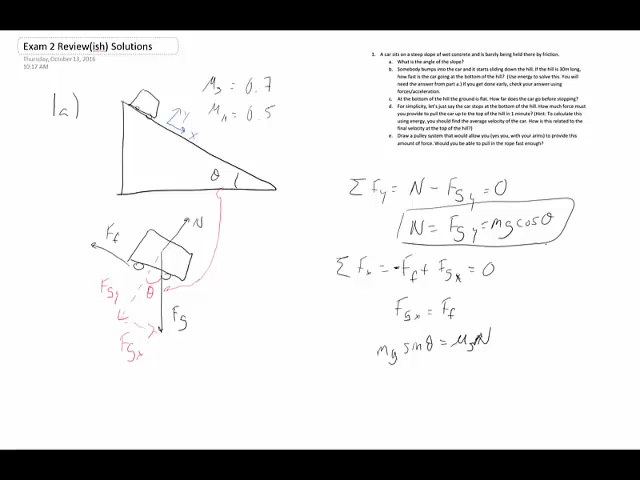 Exam 2 Review(ish) Solutions
Thursday, October 13, 2016
10:37 AM
1. A car sits on a steep slope of wet concrete and is barely being held there by friction.
a. What is the angle of the slope?
b. Somebody bumps into the car and it starts sliding down the hill. If the hill is 30m long,
how fast is the car going at the bottom of the hill? (Use energy to solve this. You will
need the answer from part a.) If you get done early, check your answer using
forces/acceleration.
c. At the bottom of the hill the ground is flat. How far does the car go before stopping?
d. For simplicity, let's just say the car stops at the bottom of the hill. How much force must
you provide to pull the car up to the top of the hill in 1 minute? (Hint: To calculate this
using energy, you should find the average velocity of the car. How is this related to the
final velocity at the top of the hill?)
e. Draw a pulley system that would allow you (yes you, with your arms) to provide this
amount of force. Would you be able to pull in the rope fast enough?
1a)
μs = 0.7
μk = 0.5
y
x
θ
ΣFy = N - Fgy = 0
N = Fgy = mg cosθ
N
Ff
Fgy
θ
Fg
Fgx
ΣFx = -Ff + Fgx = 0
Fgx = Ff
mg sinθ = μsN